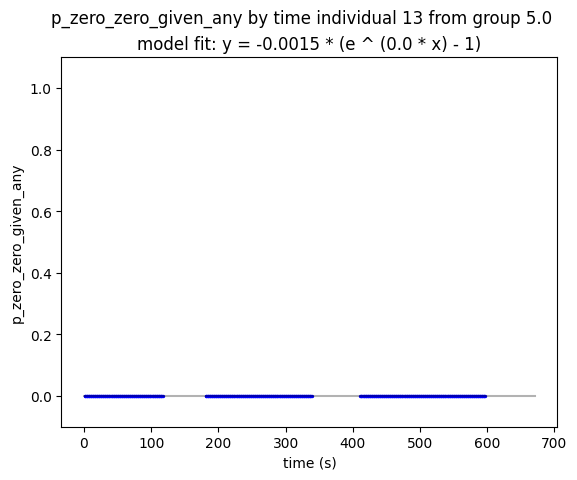 p_zero_zero_given_any by time individual 13 from group 5.0
model fit: y = -0.0015 * (e ^ (0.0 * x) - 1)
1.0
0.8
0.6
0.4
0.2
0.0
p_zero_zero_given_any
0 100 200 300 400 500 600 700
time (s)